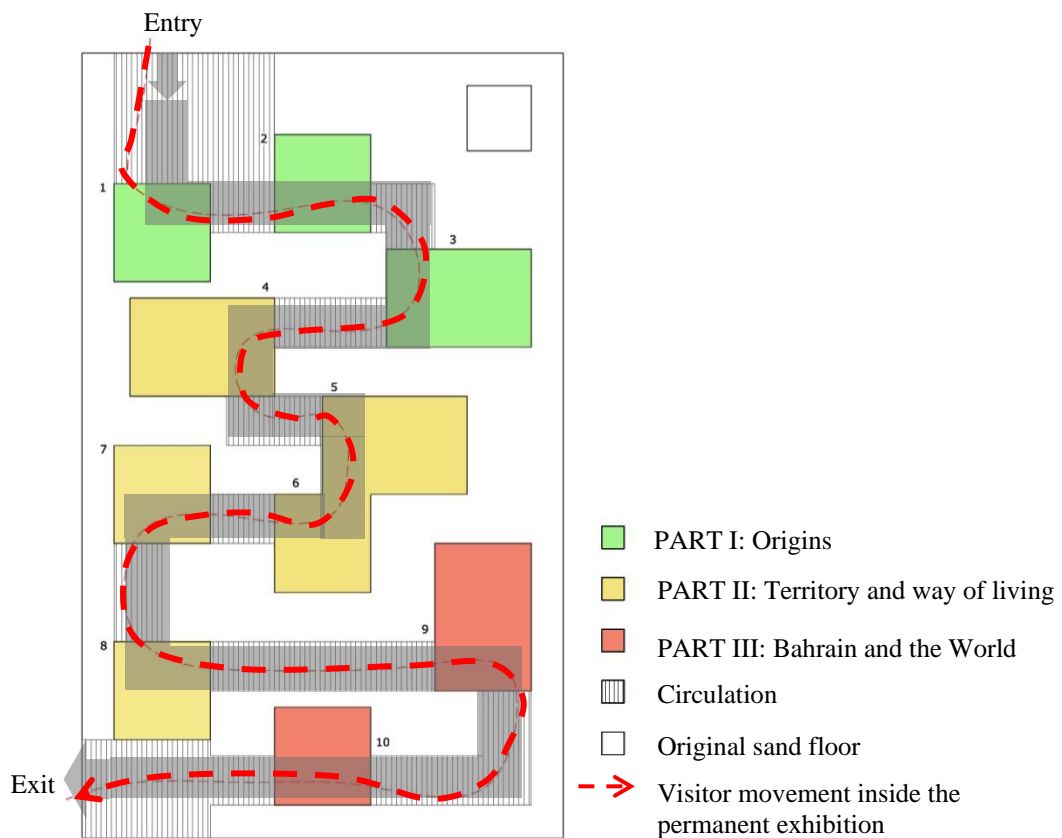 Entry
2
1
3
4
5
7
6
9
8
10
Exit
PART I: Origins
PART II: Territory and way of living
PART III: Bahrain and the World
Circulation
Original sand floor
Visitor movement inside the
permanent exhibition